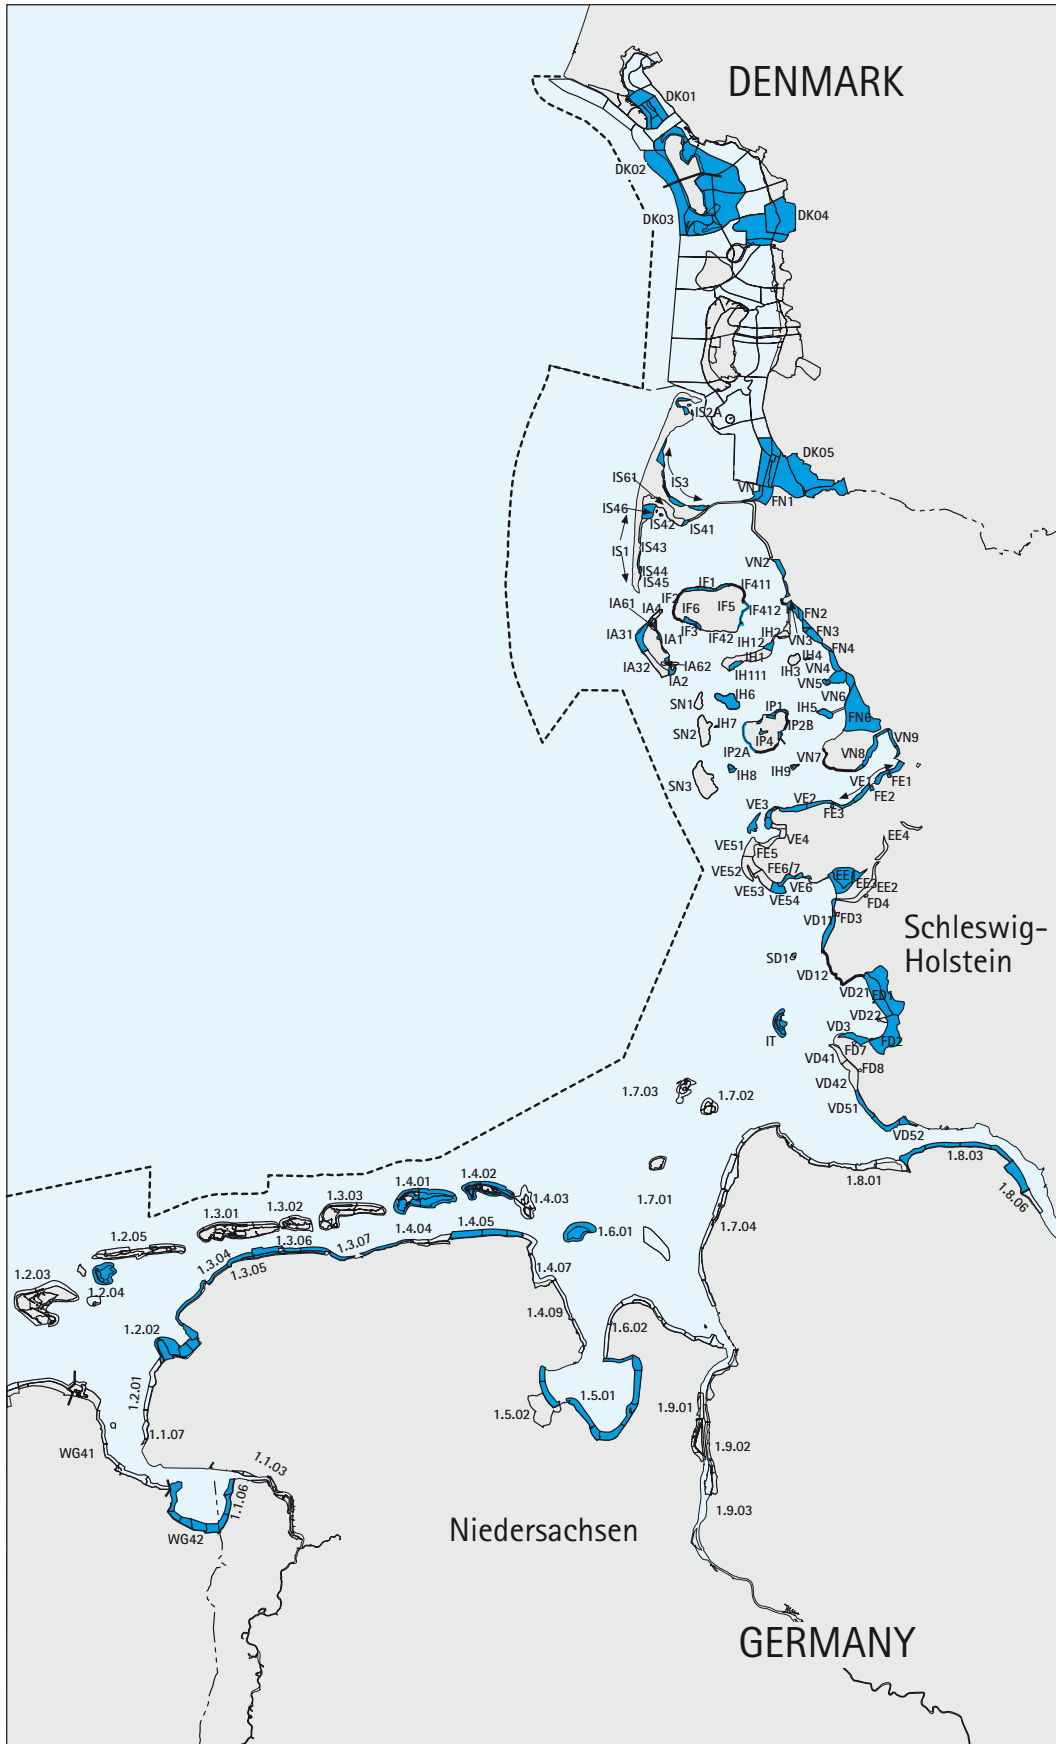 DENMARK
DK01
DK02
DK03
DK04
IS2A
DK05
IS61
IS3
VN
FN1
IS46
IS42
IS41
IS1
IS43
VN2
IS44
IS45
IF1
IF411
IF2
IA61
IA4
IF6
IF5
IF412
FN2
IF3
IA31
IA1
IF42
IH2
FN3
IH12
VN3
FN4
IH1
IH4
IA32
IA62
IH111
IH3
VN4
IA2
VN5
SN1
IH6
VN6
IP1
IH5
FN6
IH7
IP2B
SN2
IP4
VN9
IP2A
VN7
VN8
IH8
IH9
SN3
VE1
FE1
FE2
VE2
VE3
FE3
VE4
EE4
VE51
FE5
VE52
FE6/7
EE1
VE6
EE3
EE2
VE53
VE54
FD4
VD11
FD3
Schleswig-
Holstein
SD1
VD12
VD21
ED1
VD22
VD3
IT
FD2
FD7
VD41
FD8
VD42
1.7.03
1.7.02
VD51
VD52
1.8.03
1.8.01
1.8.06
1.4.02
1.4.01
1.4.03
1.3.03
1.7.01
1.3.02
1.3.01
1.7.04
1.4.05
1.6.01
1.4.04
1.2.05
1.3.06
1.3.07
1.3.04
1.3.05
1.4.07
1.2.03
1.2.04
1.4.09
1.2.02
1.6.02
1.2.01
1.5.01
1.5.02
1.9.01
1.1.07
1.9.02
WG41
1.1.03
1.1.06
1.9.03
WG42
Niedersachsen
GERMANY